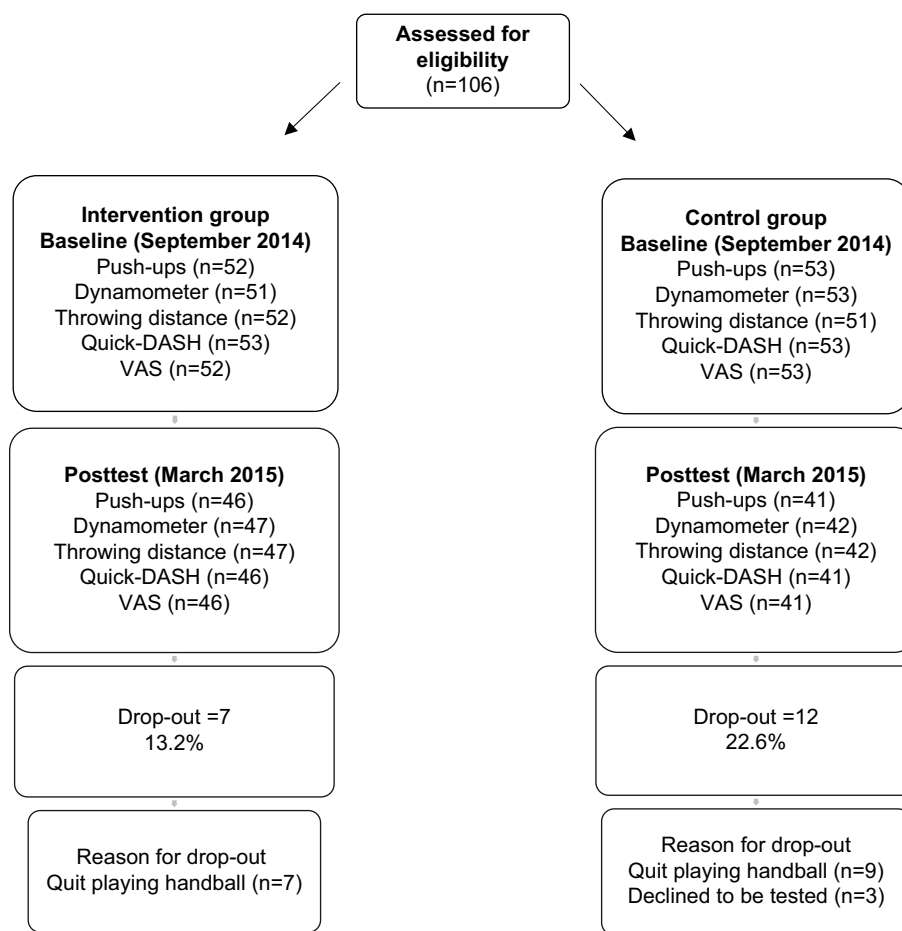 Assessed for
eligibility
(n=106)
Intervention group
Baseline (September 2014)
Push-ups (n=52)
Dynamometer (n=51)
Throwing distance (n=52)
Quick-DASH (n=53)
VAS (n=52)
Control group
Baseline (September 2014)
Push-ups (n=53)
Dynamometer (n=53)
Throwing distance (n=51)
Quick-DASH (n=53)
VAS (n=53)
Posttest (March 2015)
Push-ups (n=46)
Dynamometer (n=47)
Throwing distance (n=47)
Quick-DASH (n=46)
VAS (n=46)
Posttest (March 2015)
Push-ups (n=41)
Dynamometer (n=42)
Throwing distance (n=42)
Quick-DASH (n=41)
VAS (n=41)
Drop-out =7
13.2%
Drop-out =12
22.6%
Reason for drop-out
Quit playing handball (n=7)
Reason for drop-out
Quit playing handball (n=9)
Declined to be tested (n=3)